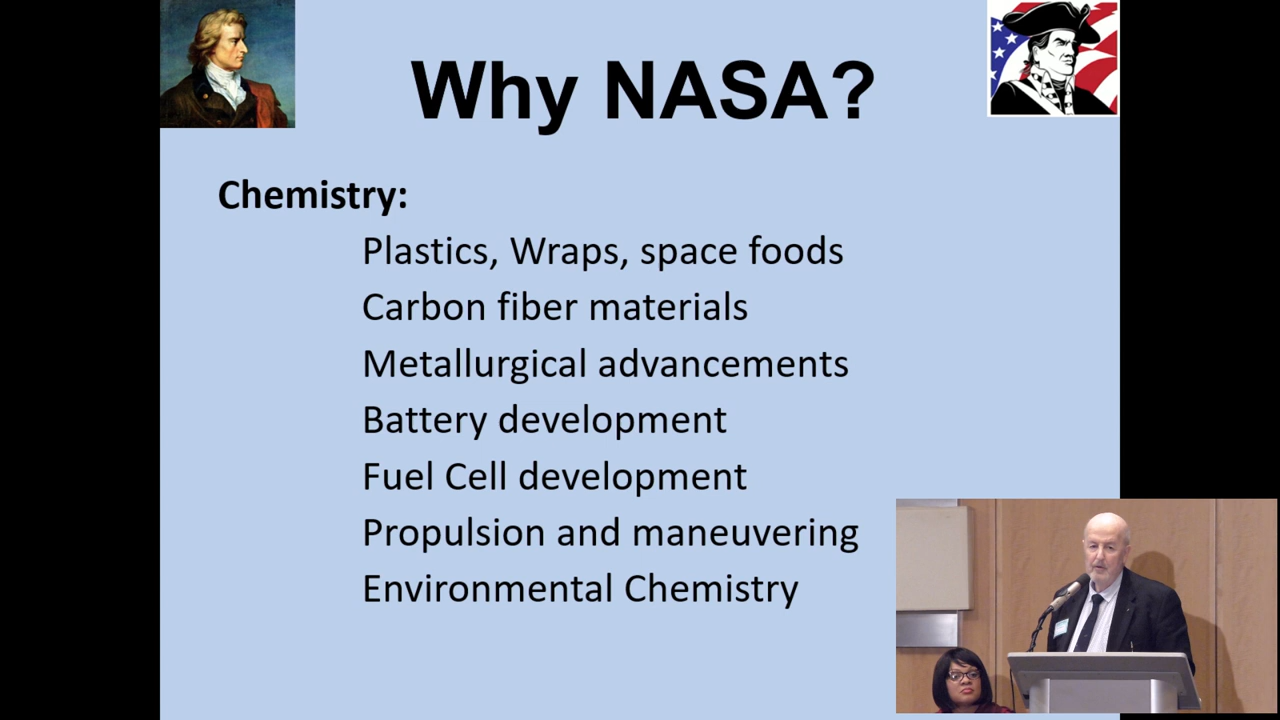 Why NASA?
Chemistry:
Plastics, Wraps, space foods
Carbon fiber materials
Metallurgical advancements
Battery development
Fuel Cell development
Propulsion and maneuvering
Environmental Chemistry